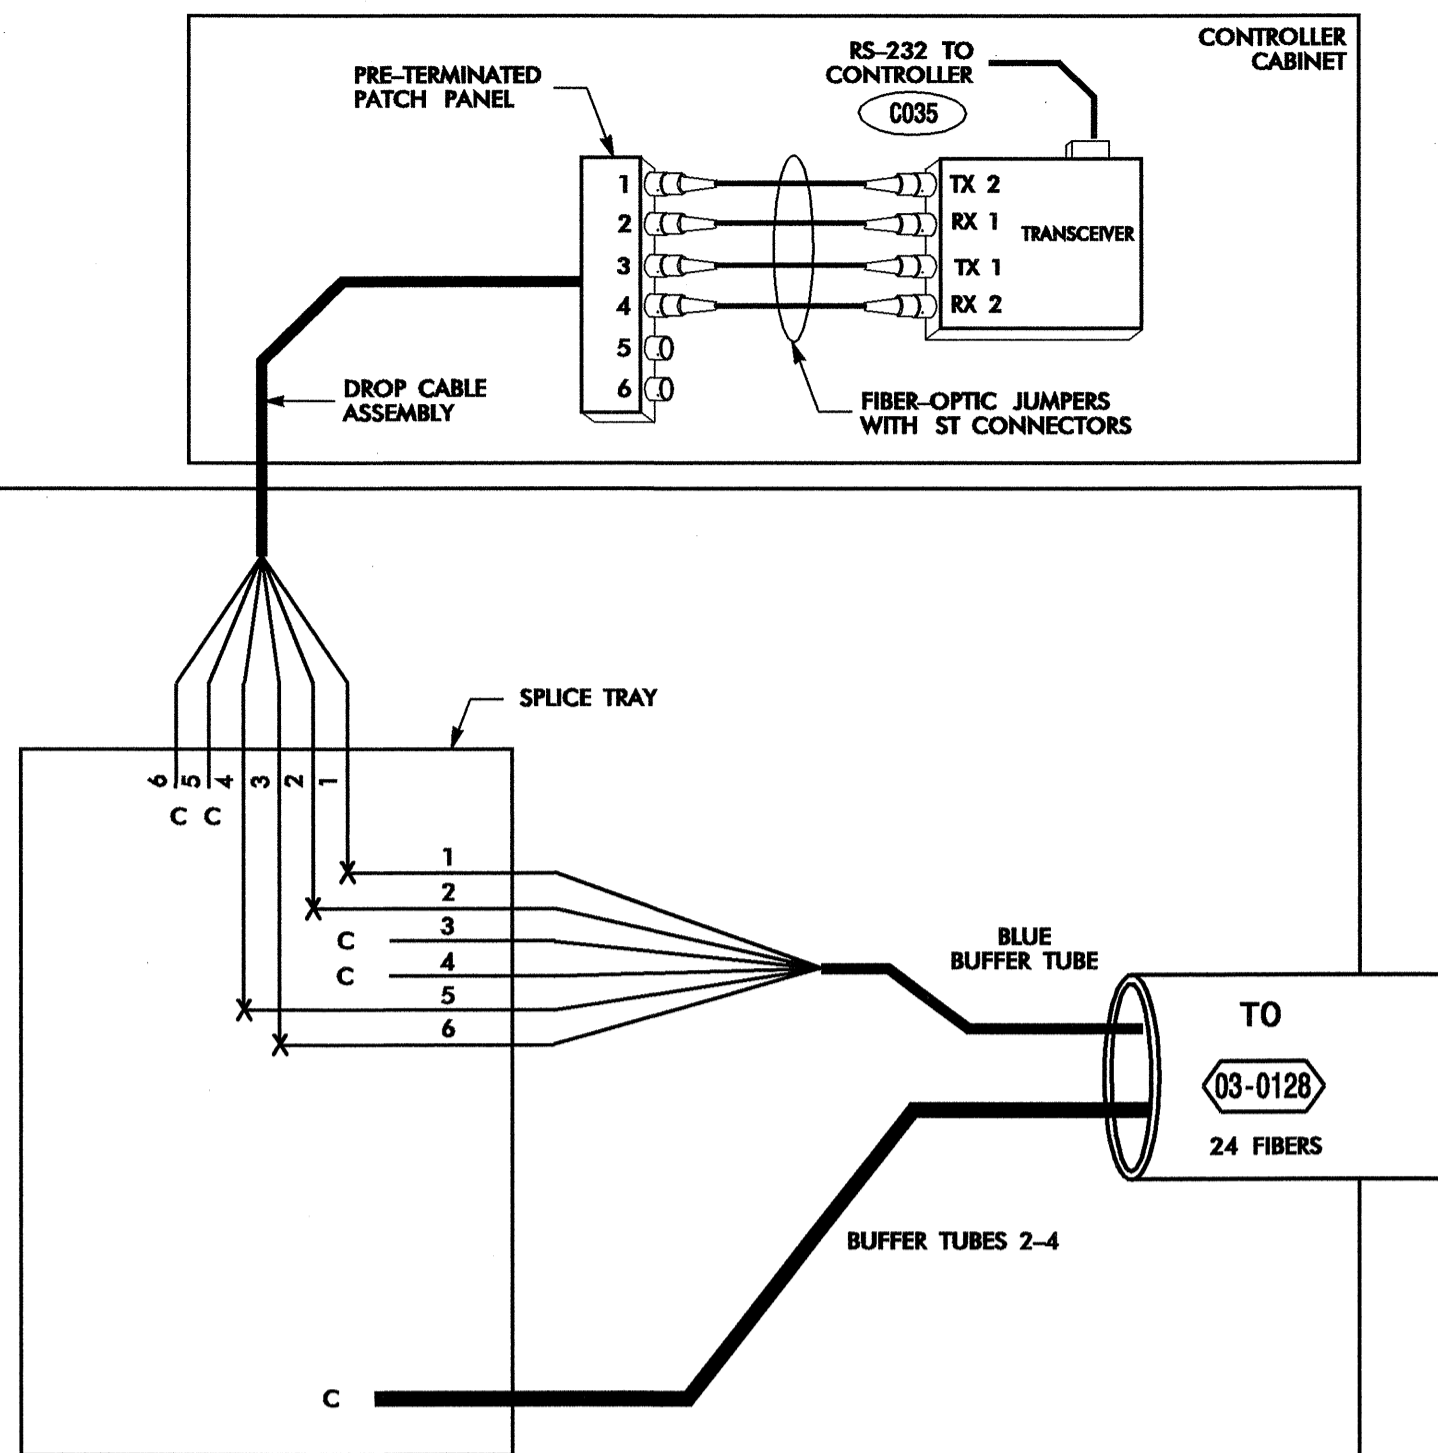 CONTROLLER
CABINET
RS-232 TO
CONTROLLER
C035
PRE-TERMINATED
PATCH PANEL
1
2
3
4
5
6
TX 2
RX 1
TX 1
RX 2
TRANSCEIVER
DROP CABLE
ASSEMBLY
FIBER-OPTIC JUMPERS
WITH ST CONNECTORS
SPLICE TRAY
6
5
4
3
2
1
C C
1
2
C 3
C 4
5
6
BLUE
BUFFER TUBE
TO
03-0128
24 FIBERS
BUFFER TUBES 2-4
C